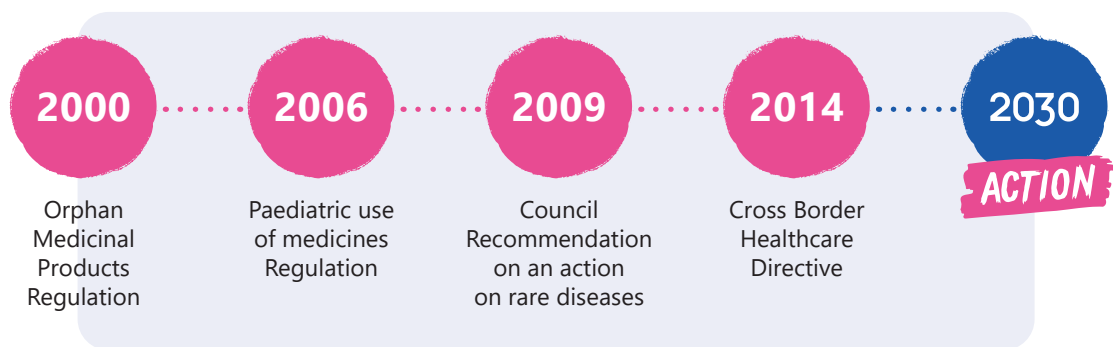 2000
Orphan
Medicinal
Products
Regulation
2006
Paediatric use
of medicines
Regulation
2009
Council
Recommendation
on an action
on rare diseases
2014
Cross Border
Healthcare
Directive
2030
ACTION